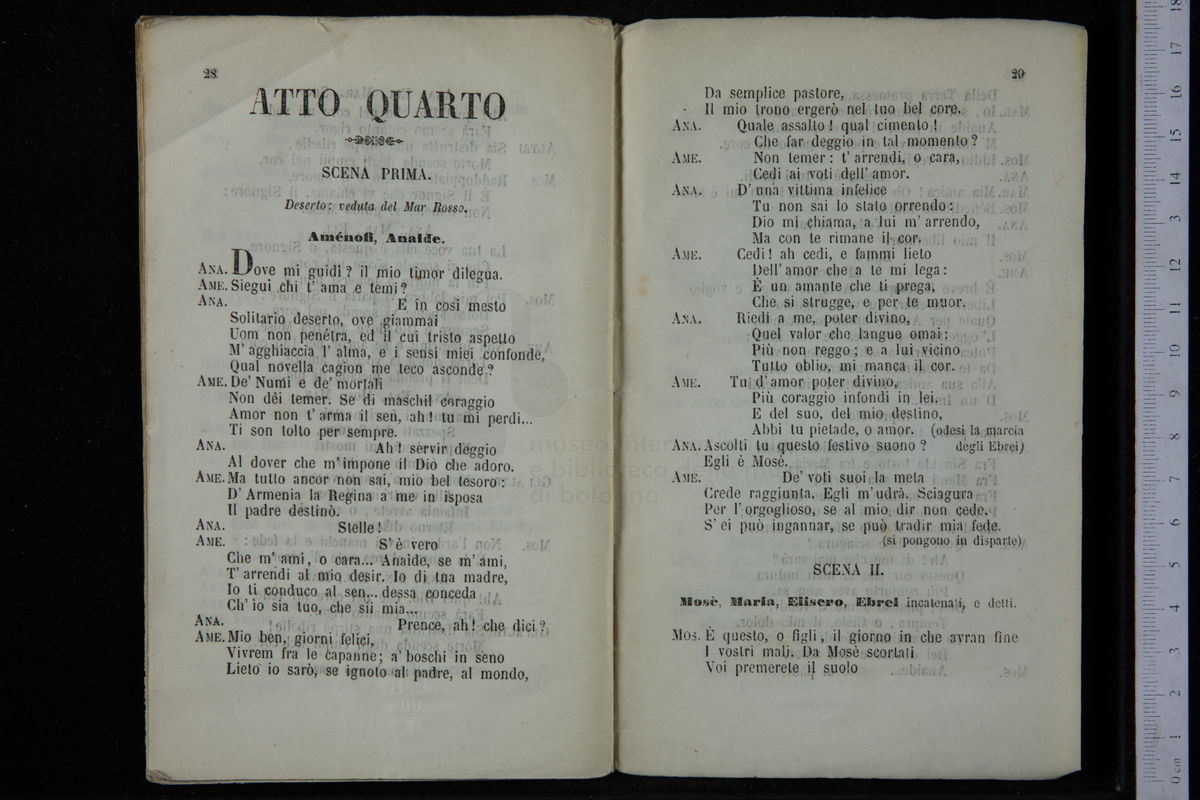 28
ATTO QUARTO
SCENA PRIMA.
Deserto: veduta del Mar Rosso.
Aménofi, Anaide.
ANA. Dove mi guidi? il mio timor dilegua.
AME. Siegui chi t' ama e temi?
ANA. E in così mesto
Solitario deserto, ove giammai
Uom non penétra, ed il cui tristo aspetto
M' agghiaccia l' alma, e i sensi miei confonde,
Qual novella cagion me teco asconde?
AME. De' Numi e de' mortali
Non dêi temer. Se di maschil coraggio
Amor non t' arma il sen, ah! tu mi perdi...
Ti son tolto per sempre.
ANA. Ah! servir deggio
Al dover che m' impone il Dio che adoro.
AME. Ma tutto ancor non sai, mio bel tesoro:
D' Armenia la Regina a me in isposa
Il padre destinò.
ANA. Stelle!
AME. S' è vero
Che m' ami, o cara... Anaide, se m' ami,
T' arrendi al mio desir. Io di tua madre,
Io ti conduco al sen... dessa conceda
Ch' io sia tuo, che sii mia...
ANA. Prence, ah! che dici?
AME. Mio ben, giorni felici,
Vivrem fra le capanne; a' boschi in seno
Lieto io sarò, se ignoto al padre, al mondo,
29
Da semplice pastore,
Il mio trono ergerò nel tuo bel core.
ANA. Quale assalto! qual cimento!
Che far deggio in tal momento?
AME. Non temer: t' arrendi, o cara,
Cedi ai voti dell' amor.
ANA. D' una vittima infelice
Tu non sai lo stato orrendo:
Dio mi chiama, a lui m' arrendo,
Ma con te rimane il cor.
AME. Cedi! ah cedi, e fammi lieto
Dell' amor che a te mi lega:
È un amante che ti prega,
Che si strugge, e per te muor.
ANA. Riedi a me, poter divino,
Quel valor che langue omai:
Più non reggo; e a lui vicino
Tutto oblio, mi manca il cor.
AME. Tu d' amor poter divino,
Più coraggio infondi in lei.
E del suo, del mio destino,
Abbi tu pietade, o amor. (odesi la marcia
ANA. Ascolti tu questo festivo suono? degli Ebrei)
Egli è Mosè.
AME. De' voti suoi la meta
Crede raggiunta. Egli m' udrà. Sciagura
Per l' orgoglioso, se al mio dir non cede.
S' ei può ingannar, se può tradir mia fede.
(si pongono in disparte)
SCENA II.
Mosè, Maria, Elisero, Ebrei incatenati, e detti.
MOS. È questo, o figli, il giorno in che avran fine
I vostri mali. Da Mosè scortati
Voi premerete il suolo